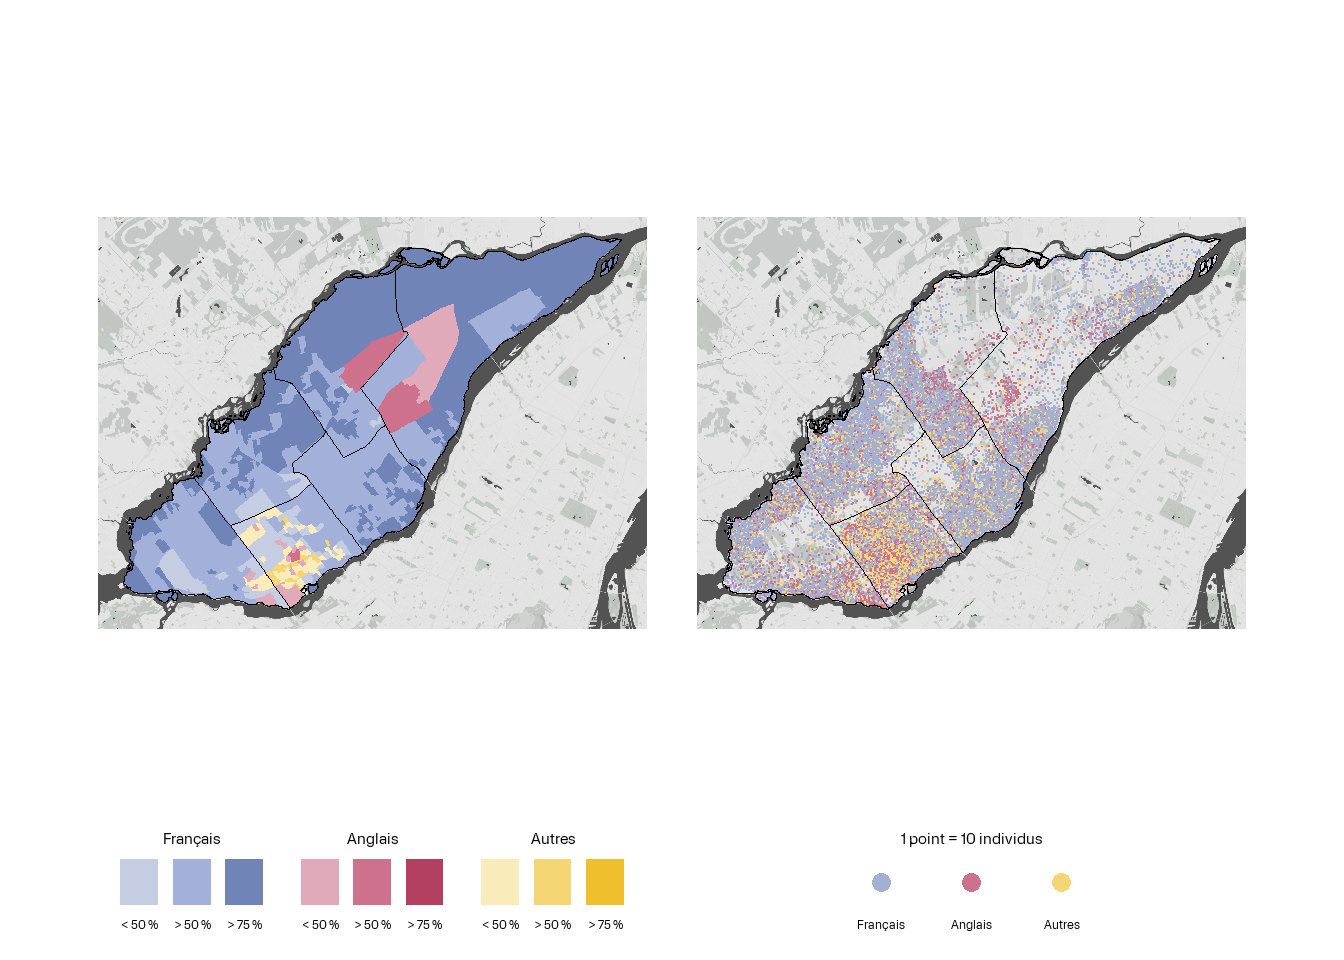 Français Anglais Autres
< 50 % > 50 % > 75 % < 50 % > 50 % > 75 % < 50 % > 50 % > 75 %
1 point = 10 individus
Français Anglais Autres